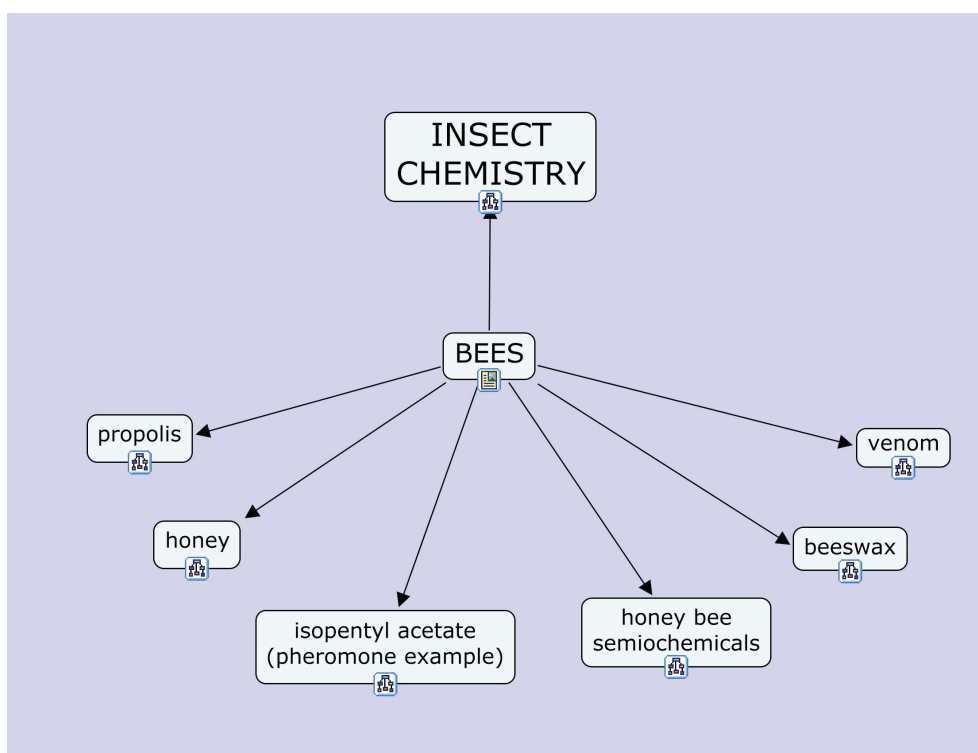 INSECT
CHEMISTRY
BEES
propolis
venom
honey
beeswax
isopentyl acetate
(pheromone example)
honey bee
semiochemicals